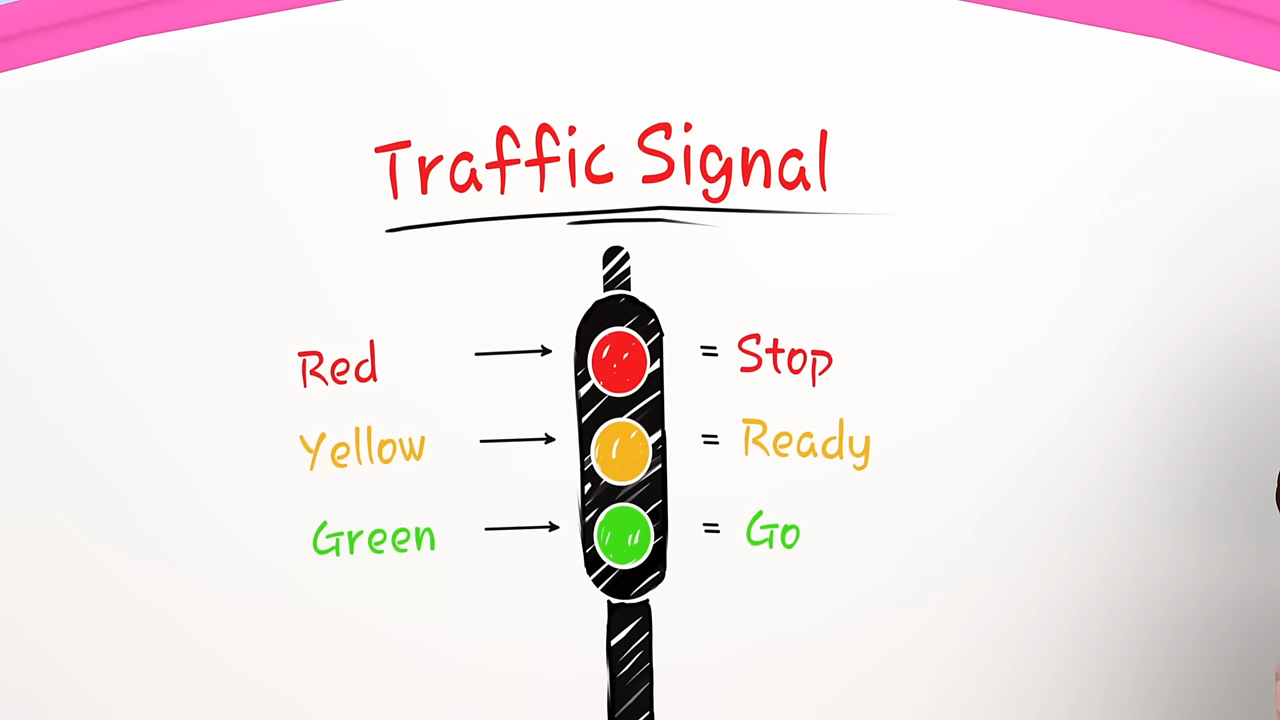 Traffic Signal
Red = Stop
Yellow = Ready
Green = Go